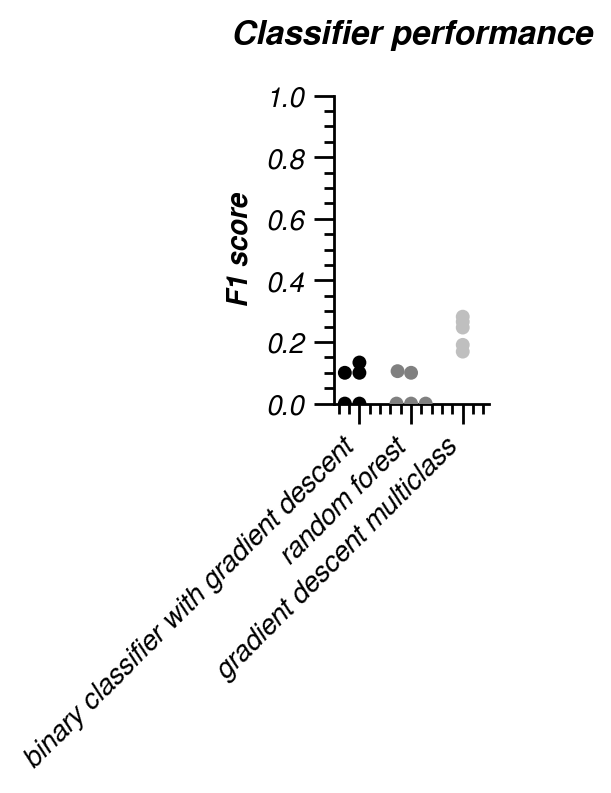 Classifier performance
F1 score
1.0
0.8
0.6
0.4
0.2
0.0
binary classifier with gradient descent
random forest
gradient descent multiclass